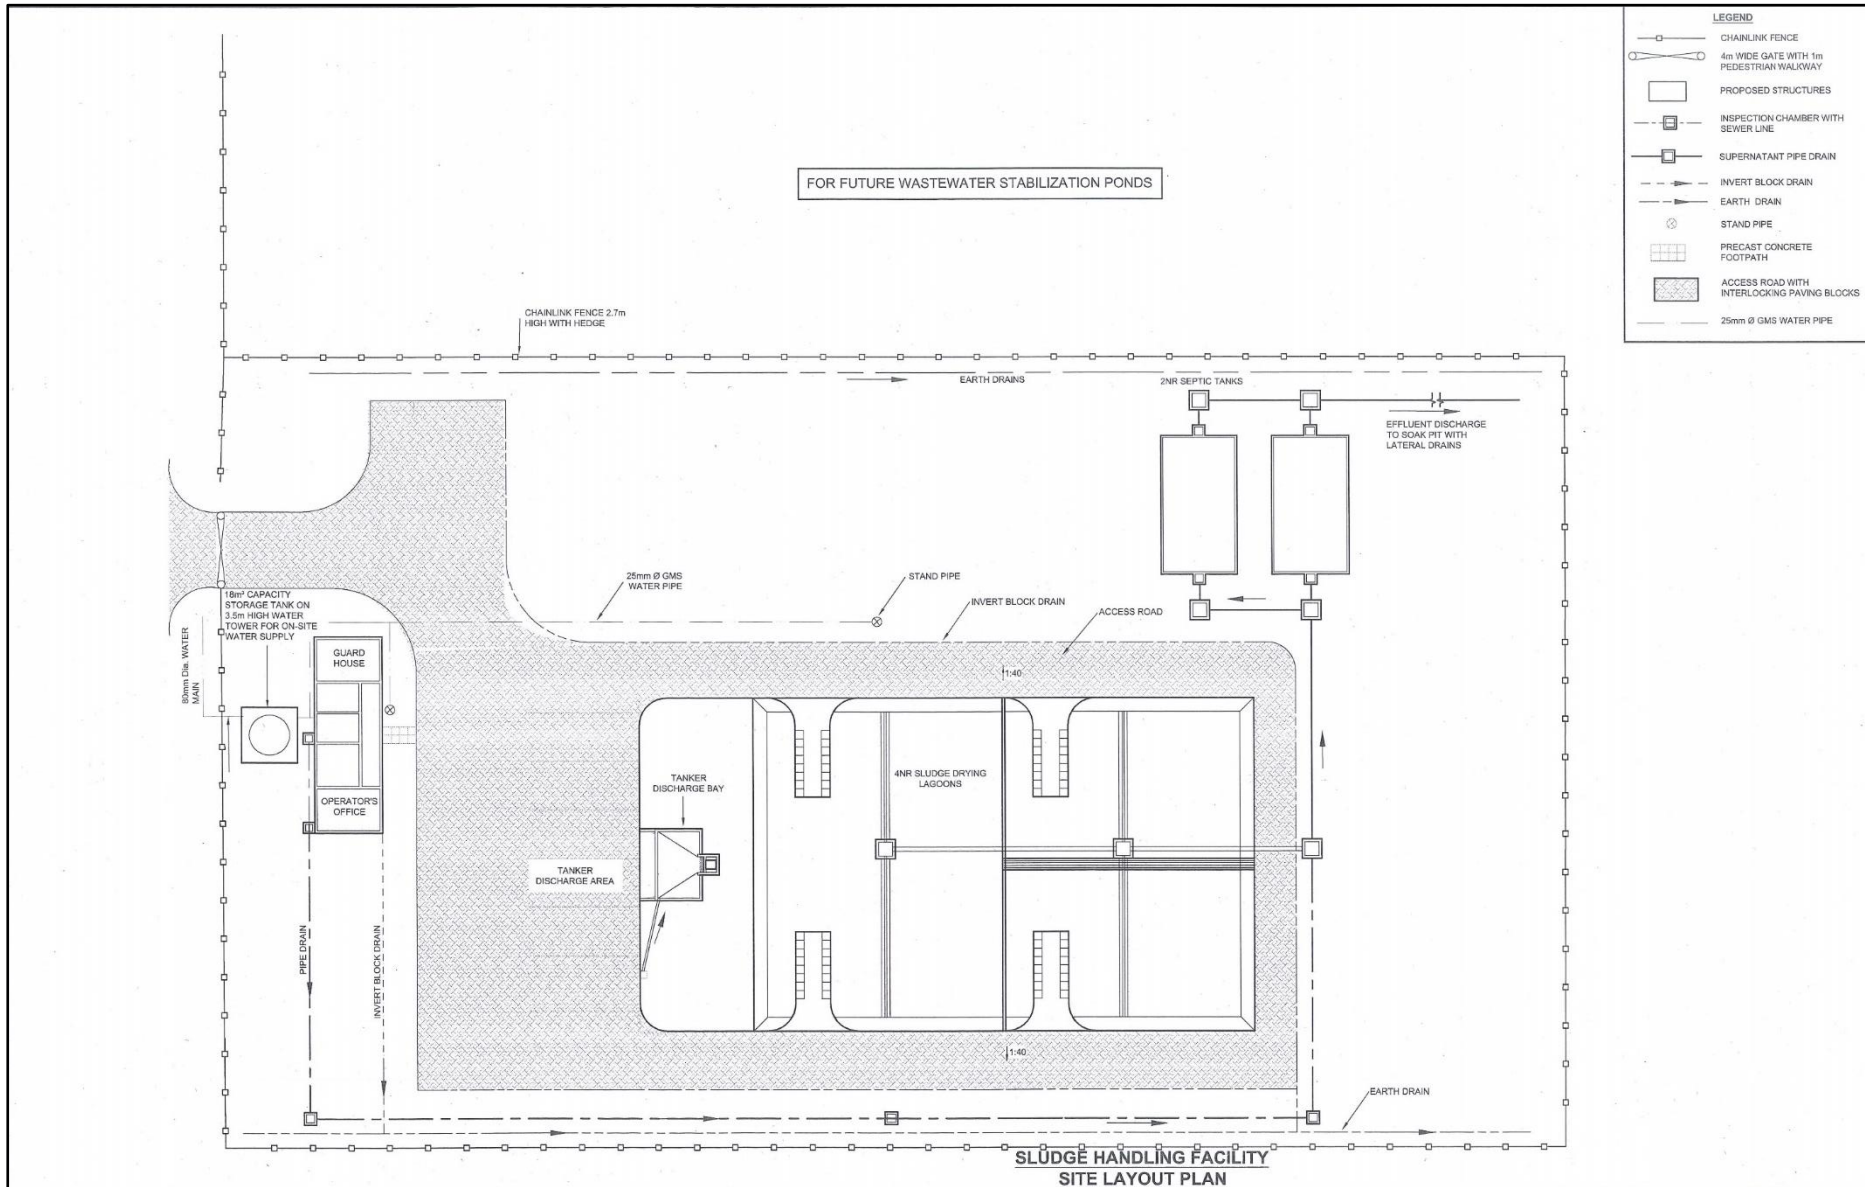 LEGEND
CHAINLINK FENCE
4m WIDE GATE WITH 1m
PEDESTRIAN WALKWAY
PROPOSED STRUCTURES
INSPECTION CHAMBER WITH
SEWER LINE
SUPERNATANT PIPE DRAIN
INVERT BLOCK DRAIN
EARTH DRAIN
STAND PIPE
PRECAST CONCRETE
FOOTPATH
ACCESS ROAD WITH
INTERLOCKING PAVING BLOCKS
25mm Ø GMS WATER PIPE
FOR FUTURE WASTEWATER STABILIZATION PONDS
CHAINLINK FENCE 2.7m
HIGH WITH HEDGE
EARTH DRAINS
2NR SEPTIC TANKS
EFFLUENT DISCHARGE
TO SOAK PIT WITH
LATERAL DRAINS
25mm Ø GMS
WATER PIPE
STAND PIPE
INVERT BLOCK DRAIN
ACCESS ROAD
18m³ CAPACITY
STORAGE TANK ON
3.5m HIGH WATER
TOWER FOR ON-SITE
WATER SUPPLY
80mm Dia. WATER
MAIN
GUARD
HOUSE
1:40
TANKER
DISCHARGE BAY
4NR SLUDGE DRYING
LAGOONS
OPERATOR'S
OFFICE
TANKER
DISCHARGE AREA
PIPE DRAIN
INVERT BLOCK DRAIN
1:40
EARTH DRAIN
SLUDGE HANDLING FACILITY
SITE LAYOUT PLAN